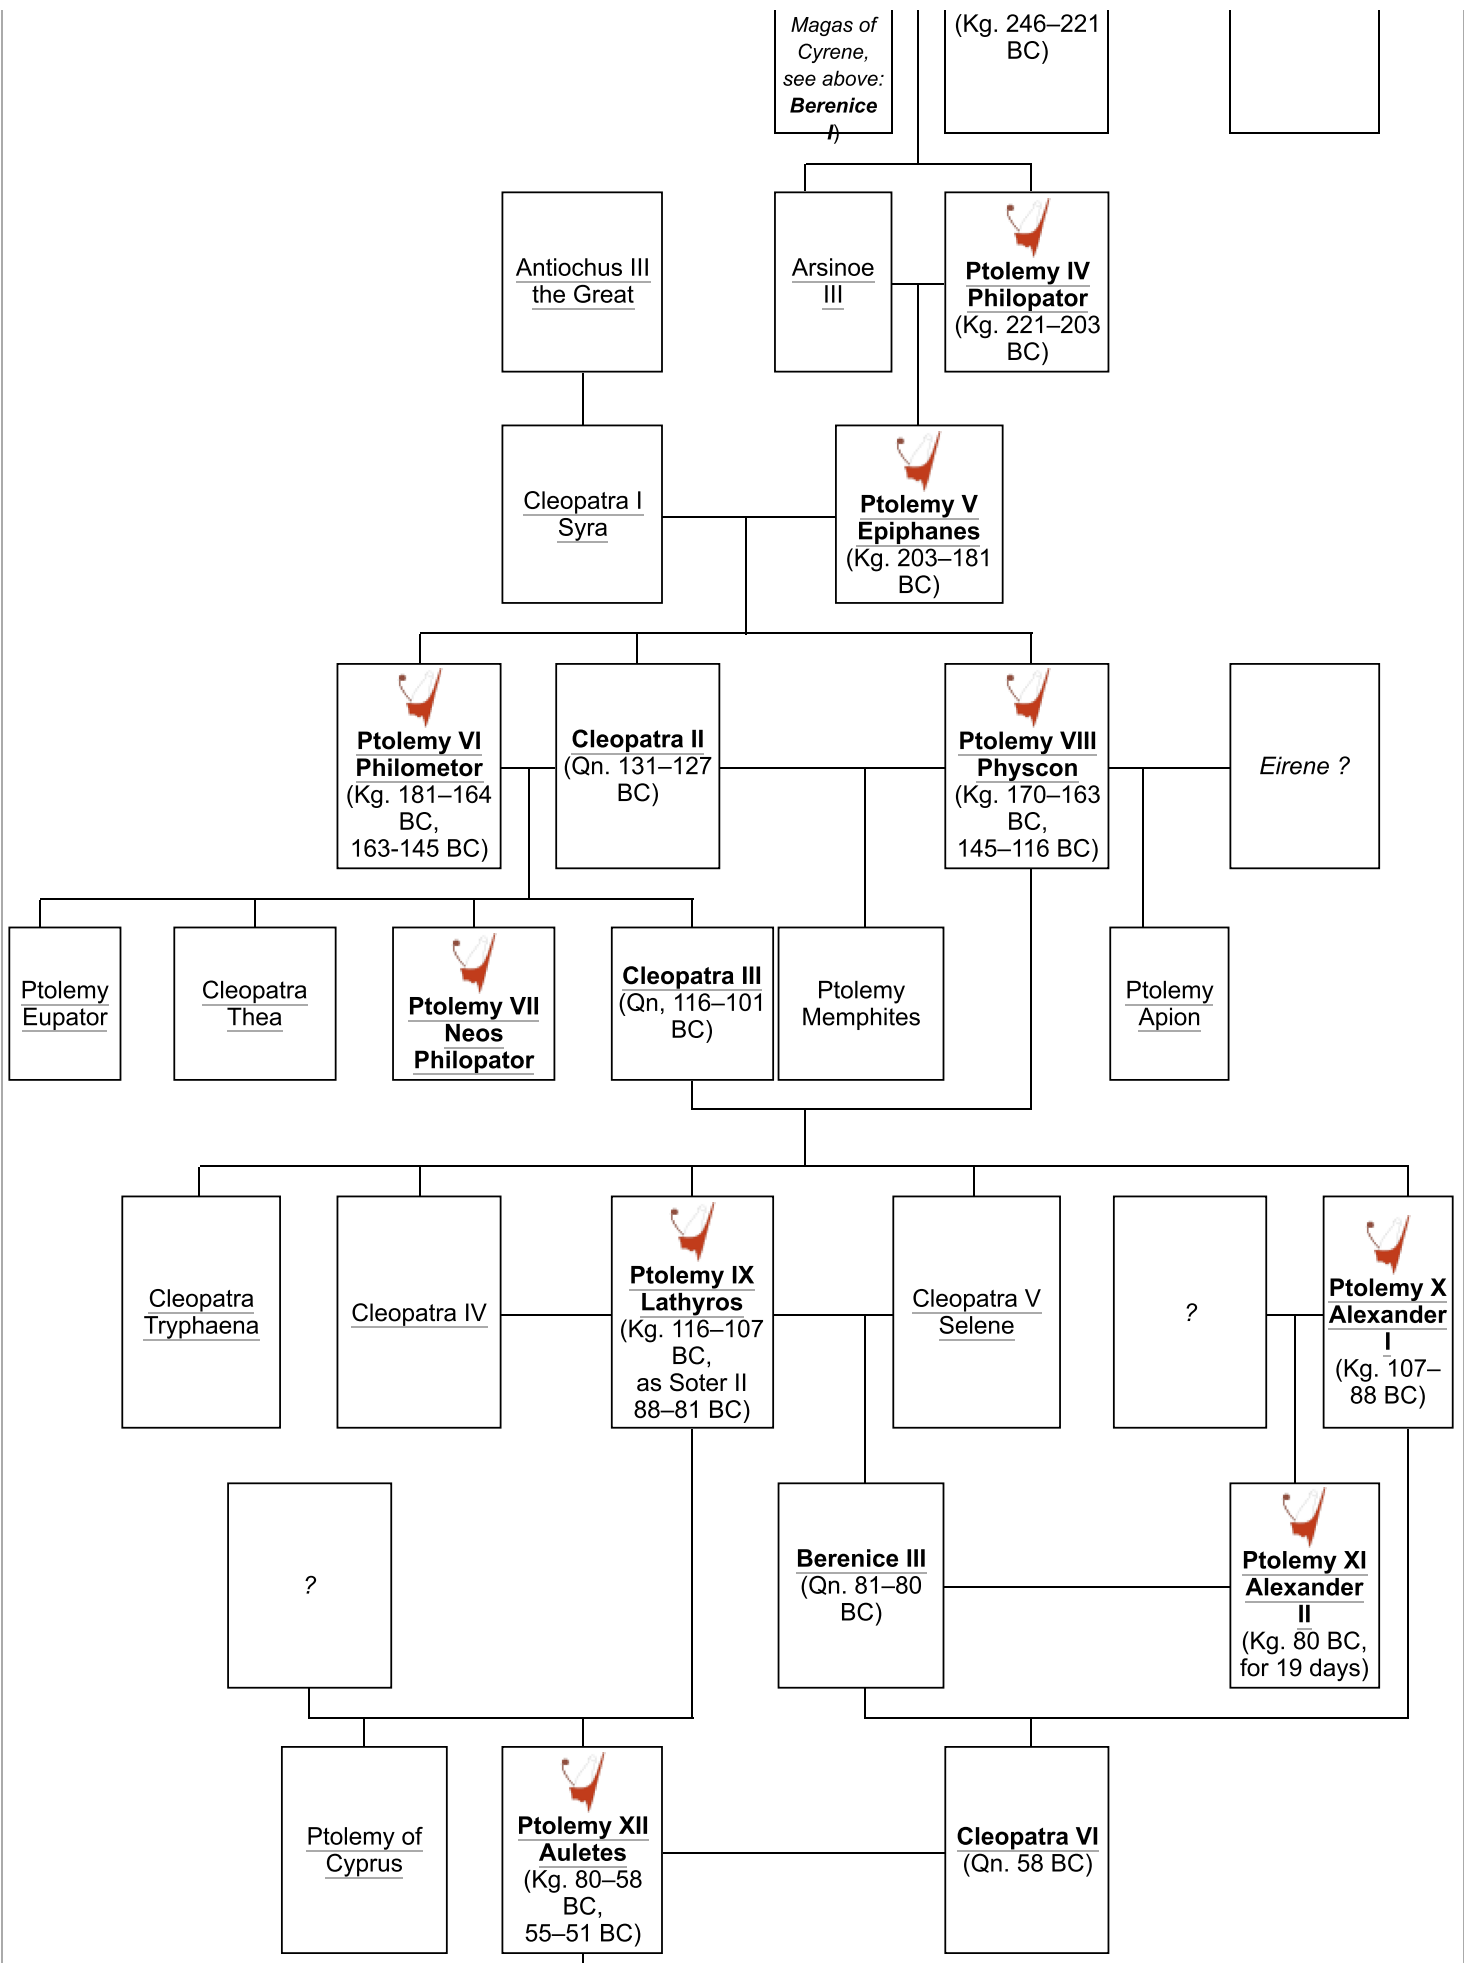 Magas of
Cyrene,
see above:
Berenice
I)
(Kg. 246–221
BC)
Antiochus III
the Great
Arsinoe
III
Ptolemy IV
Philopator
(Kg. 221–203
BC)
Cleopatra I
Syra
Ptolemy V
Epiphanes
(Kg. 203–181
BC)
Ptolemy VI
Philometor
(Kg. 181–164
BC,
163-145 BC)
Cleopatra II
(Qn. 131–127
BC)
Ptolemy VIII
Physcon
(Kg. 170–163
BC,
145–116 BC)
Eirene ?
Ptolemy
Eupator
Cleopatra
Thea
Ptolemy VII
Neos
Philopator
Cleopatra III
(Qn, 116–101
BC)
Ptolemy
Memphites
Ptolemy
Apion
Cleopatra
Tryphaena
Cleopatra IV
Ptolemy IX
Lathyros
(Kg. 116–107
BC,
as Soter II
88–81 BC)
Cleopatra V
Selene
?
Ptolemy X
Alexander
I
(Kg. 107–
88 BC)
?
Berenice III
(Qn. 81–80
BC)
Ptolemy XI
Alexander
II
(Kg. 80 BC,
for 19 days)
Ptolemy of
Cyprus
Ptolemy XII
Auletes
(Kg. 80–58
BC,
55–51 BC)
Cleopatra VI
(Qn. 58 BC)